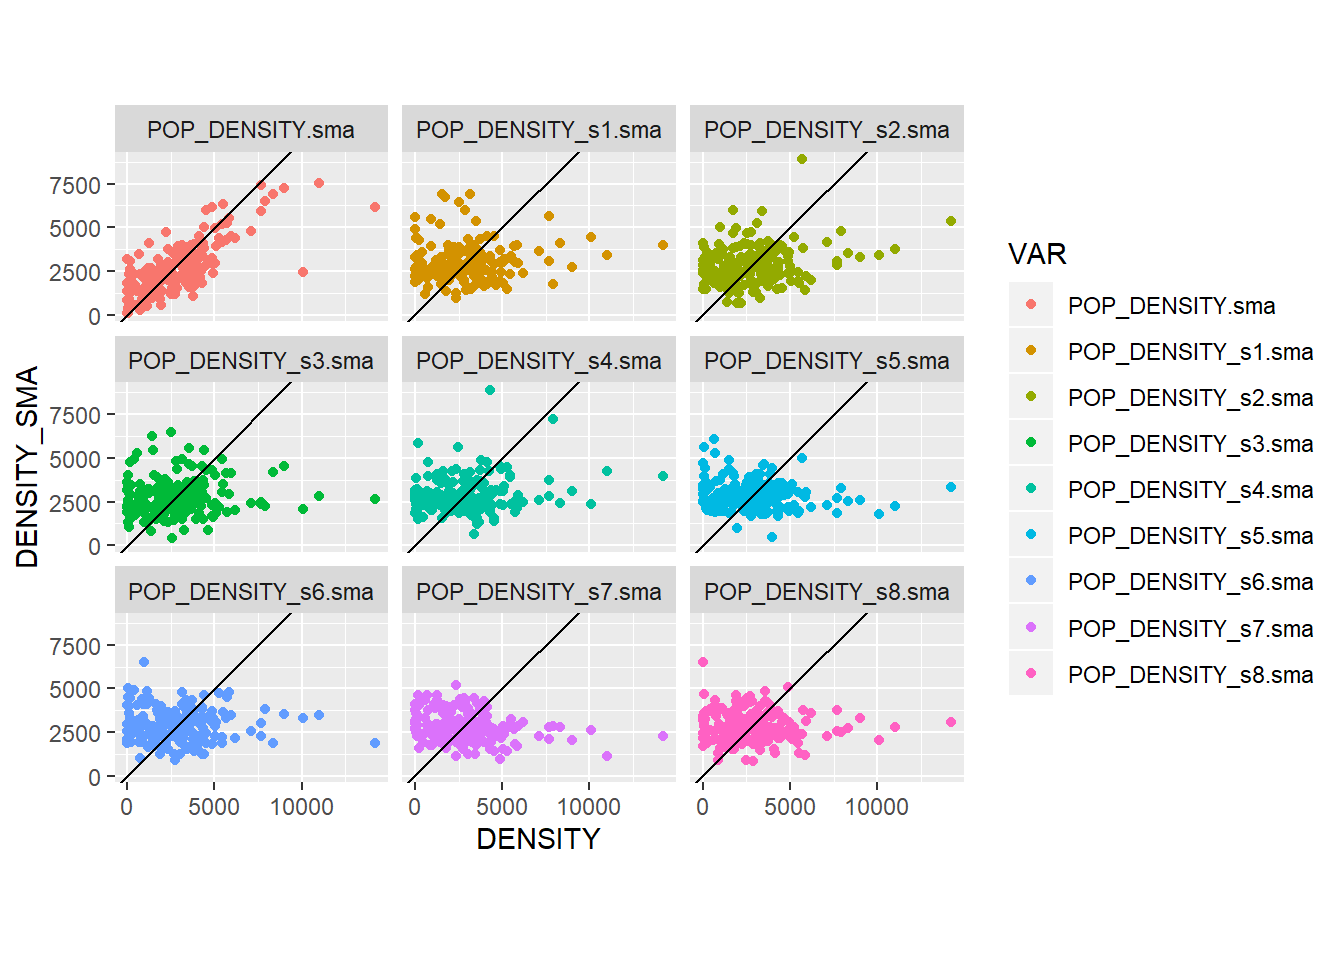 POP_DENSITY.sma POP_DENSITY_s1.sma POP_DENSITY_s2.sma
7500
5000
2500
0
POP_DENSITY_s3.sma POP_DENSITY_s4.sma POP_DENSITY_s5.sma
7500
5000
2500
0
POP_DENSITY_s6.sma POP_DENSITY_s7.sma POP_DENSITY_s8.sma
7500
5000
2500
0
0 5000 10000 0 5000 10000 0 5000 10000
DENSITY
DENSITY_SMA
VAR
POP_DENSITY.sma
POP_DENSITY_s1.sma
POP_DENSITY_s2.sma
POP_DENSITY_s3.sma
POP_DENSITY_s4.sma
POP_DENSITY_s5.sma
POP_DENSITY_s6.sma
POP_DENSITY_s7.sma
POP_DENSITY_s8.sma